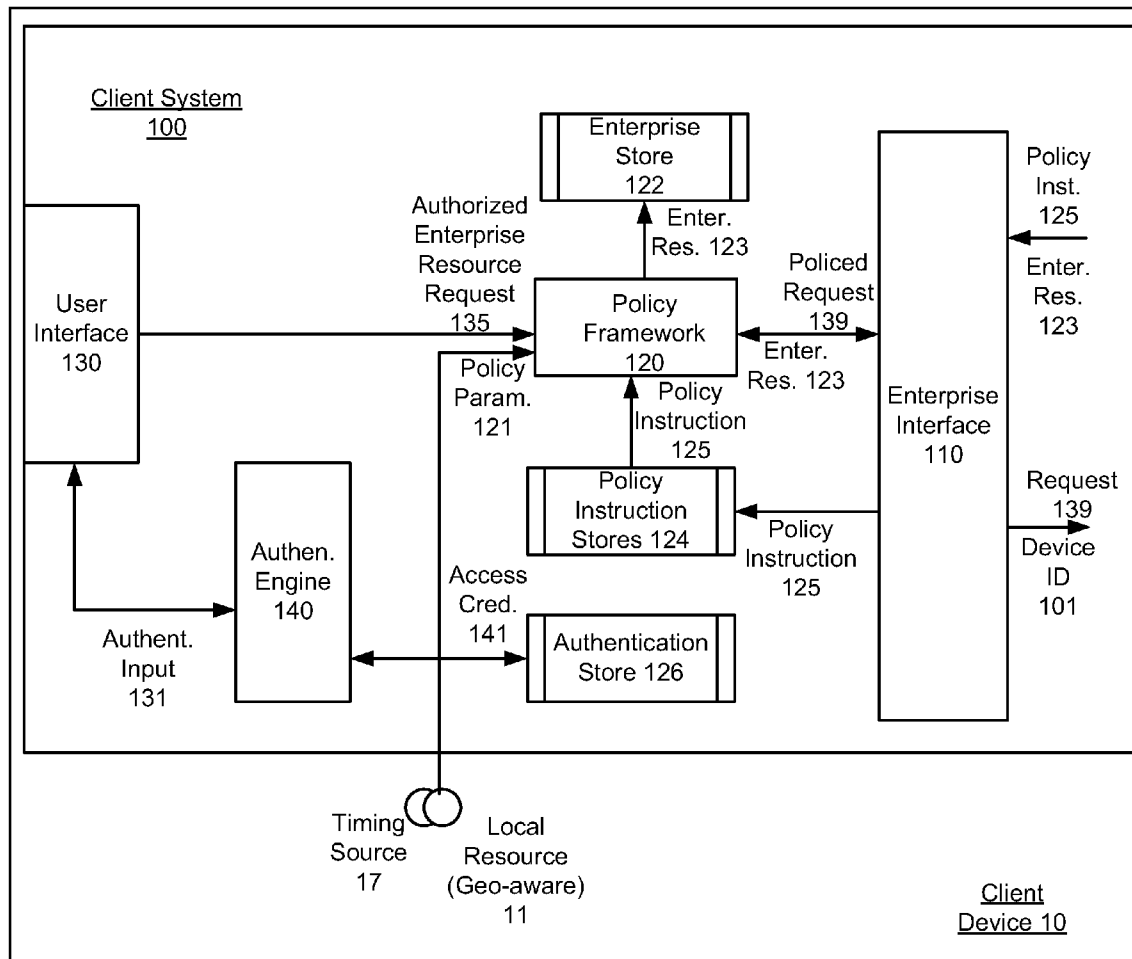 Client System
100
Enterprise
Store
122
Policy
Inst.
125
Enter.
Res. 123
Authorized
Enterprise
Resource
Request
135
Enter.
Res.
123
User
Interface
130
Policy
Framework
120
Policed
Request
139
Enter.
Res. 123
Policy
Param.
121
Policy
Instruction
125
Enterprise
Interface
110
Policy
Instruction
Stores 124
Policy
Instruction
125
Request
139
Device
ID
101
Authen.
Engine
140
Access
Cred.
141
Authentication
Store 126
Authent.
Input
131
Timing
Source
17
Local
Resource
(Geo-aware)
11
Client
Device 10